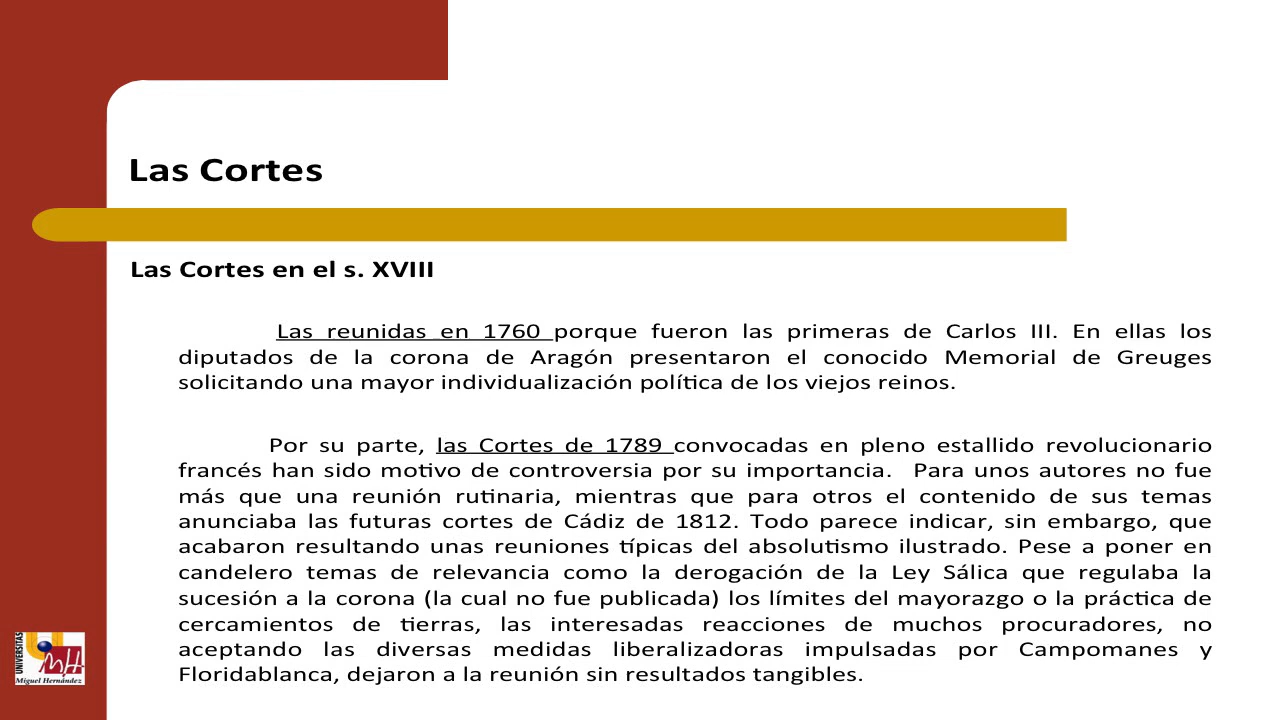 Las Cortes
Las Cortes en el s. XVIII
Las reunidas en 1760 porque fueron las primeras de Carlos III. En ellas los
diputados de la corona de Aragón presentaron el conocido Memorial de Greuges
solicitando una mayor individualización política de los viejos reinos.
Por su parte, las Cortes de 1789 convocadas en pleno estallido revolucionario
francés han sido motivo de controversia por su importancia. Para unos autores no fue
más que una reunión rutinaria, mientras que para otros el contenido de sus temas
anunciaba las futuras cortes de Cádiz de 1812. Todo parece indicar, sin embargo, que
acabaron resultando unas reuniones típicas del absolutismo ilustrado. Pese a poner en
candelero temas de relevancia como la derogación de la Ley Sálica que regulaba la
sucesión a la corona (la cual no fue publicada) los límites del mayorazgo o la práctica de
cercamientos de tierras, las interesadas reacciones de muchos procuradores, no
aceptando las diversas medidas liberalizadoras impulsadas por Campomanes y
Floridablanca, dejaron a la reunión sin resultados tangibles.
UNIVERSITAS
MH
Miguel Hernández